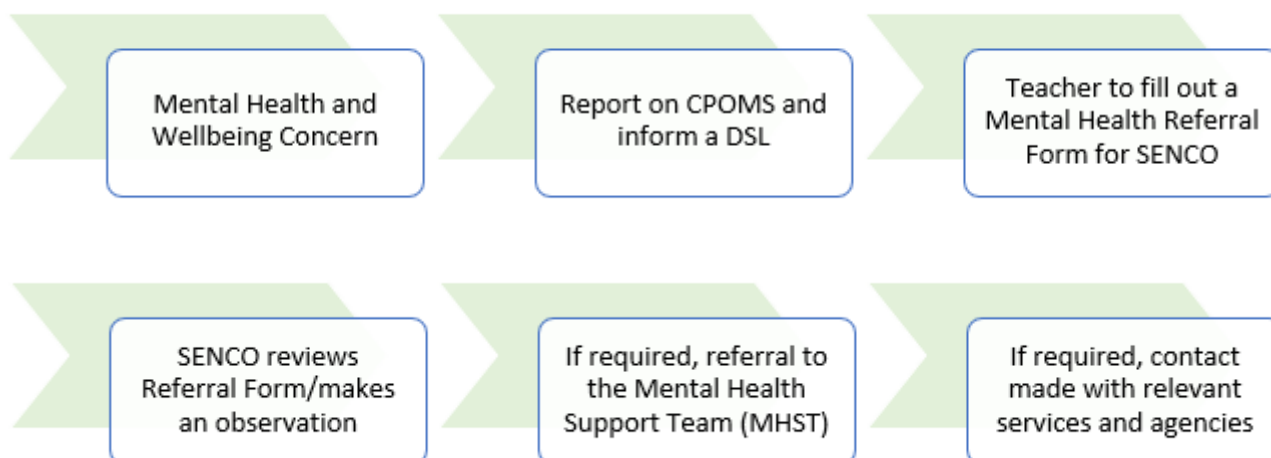 Mental Health and
Wellbeing Concern
Report on CPOMS and
inform a DSL
Teacher to fill out a
Mental Health Referral
Form for SENCO
SENCO reviews
Referral Form/makes
an observation
If required, referral to
the Mental Health
Support Team (MHST)
If required, contact
made with relevant
services and agencies